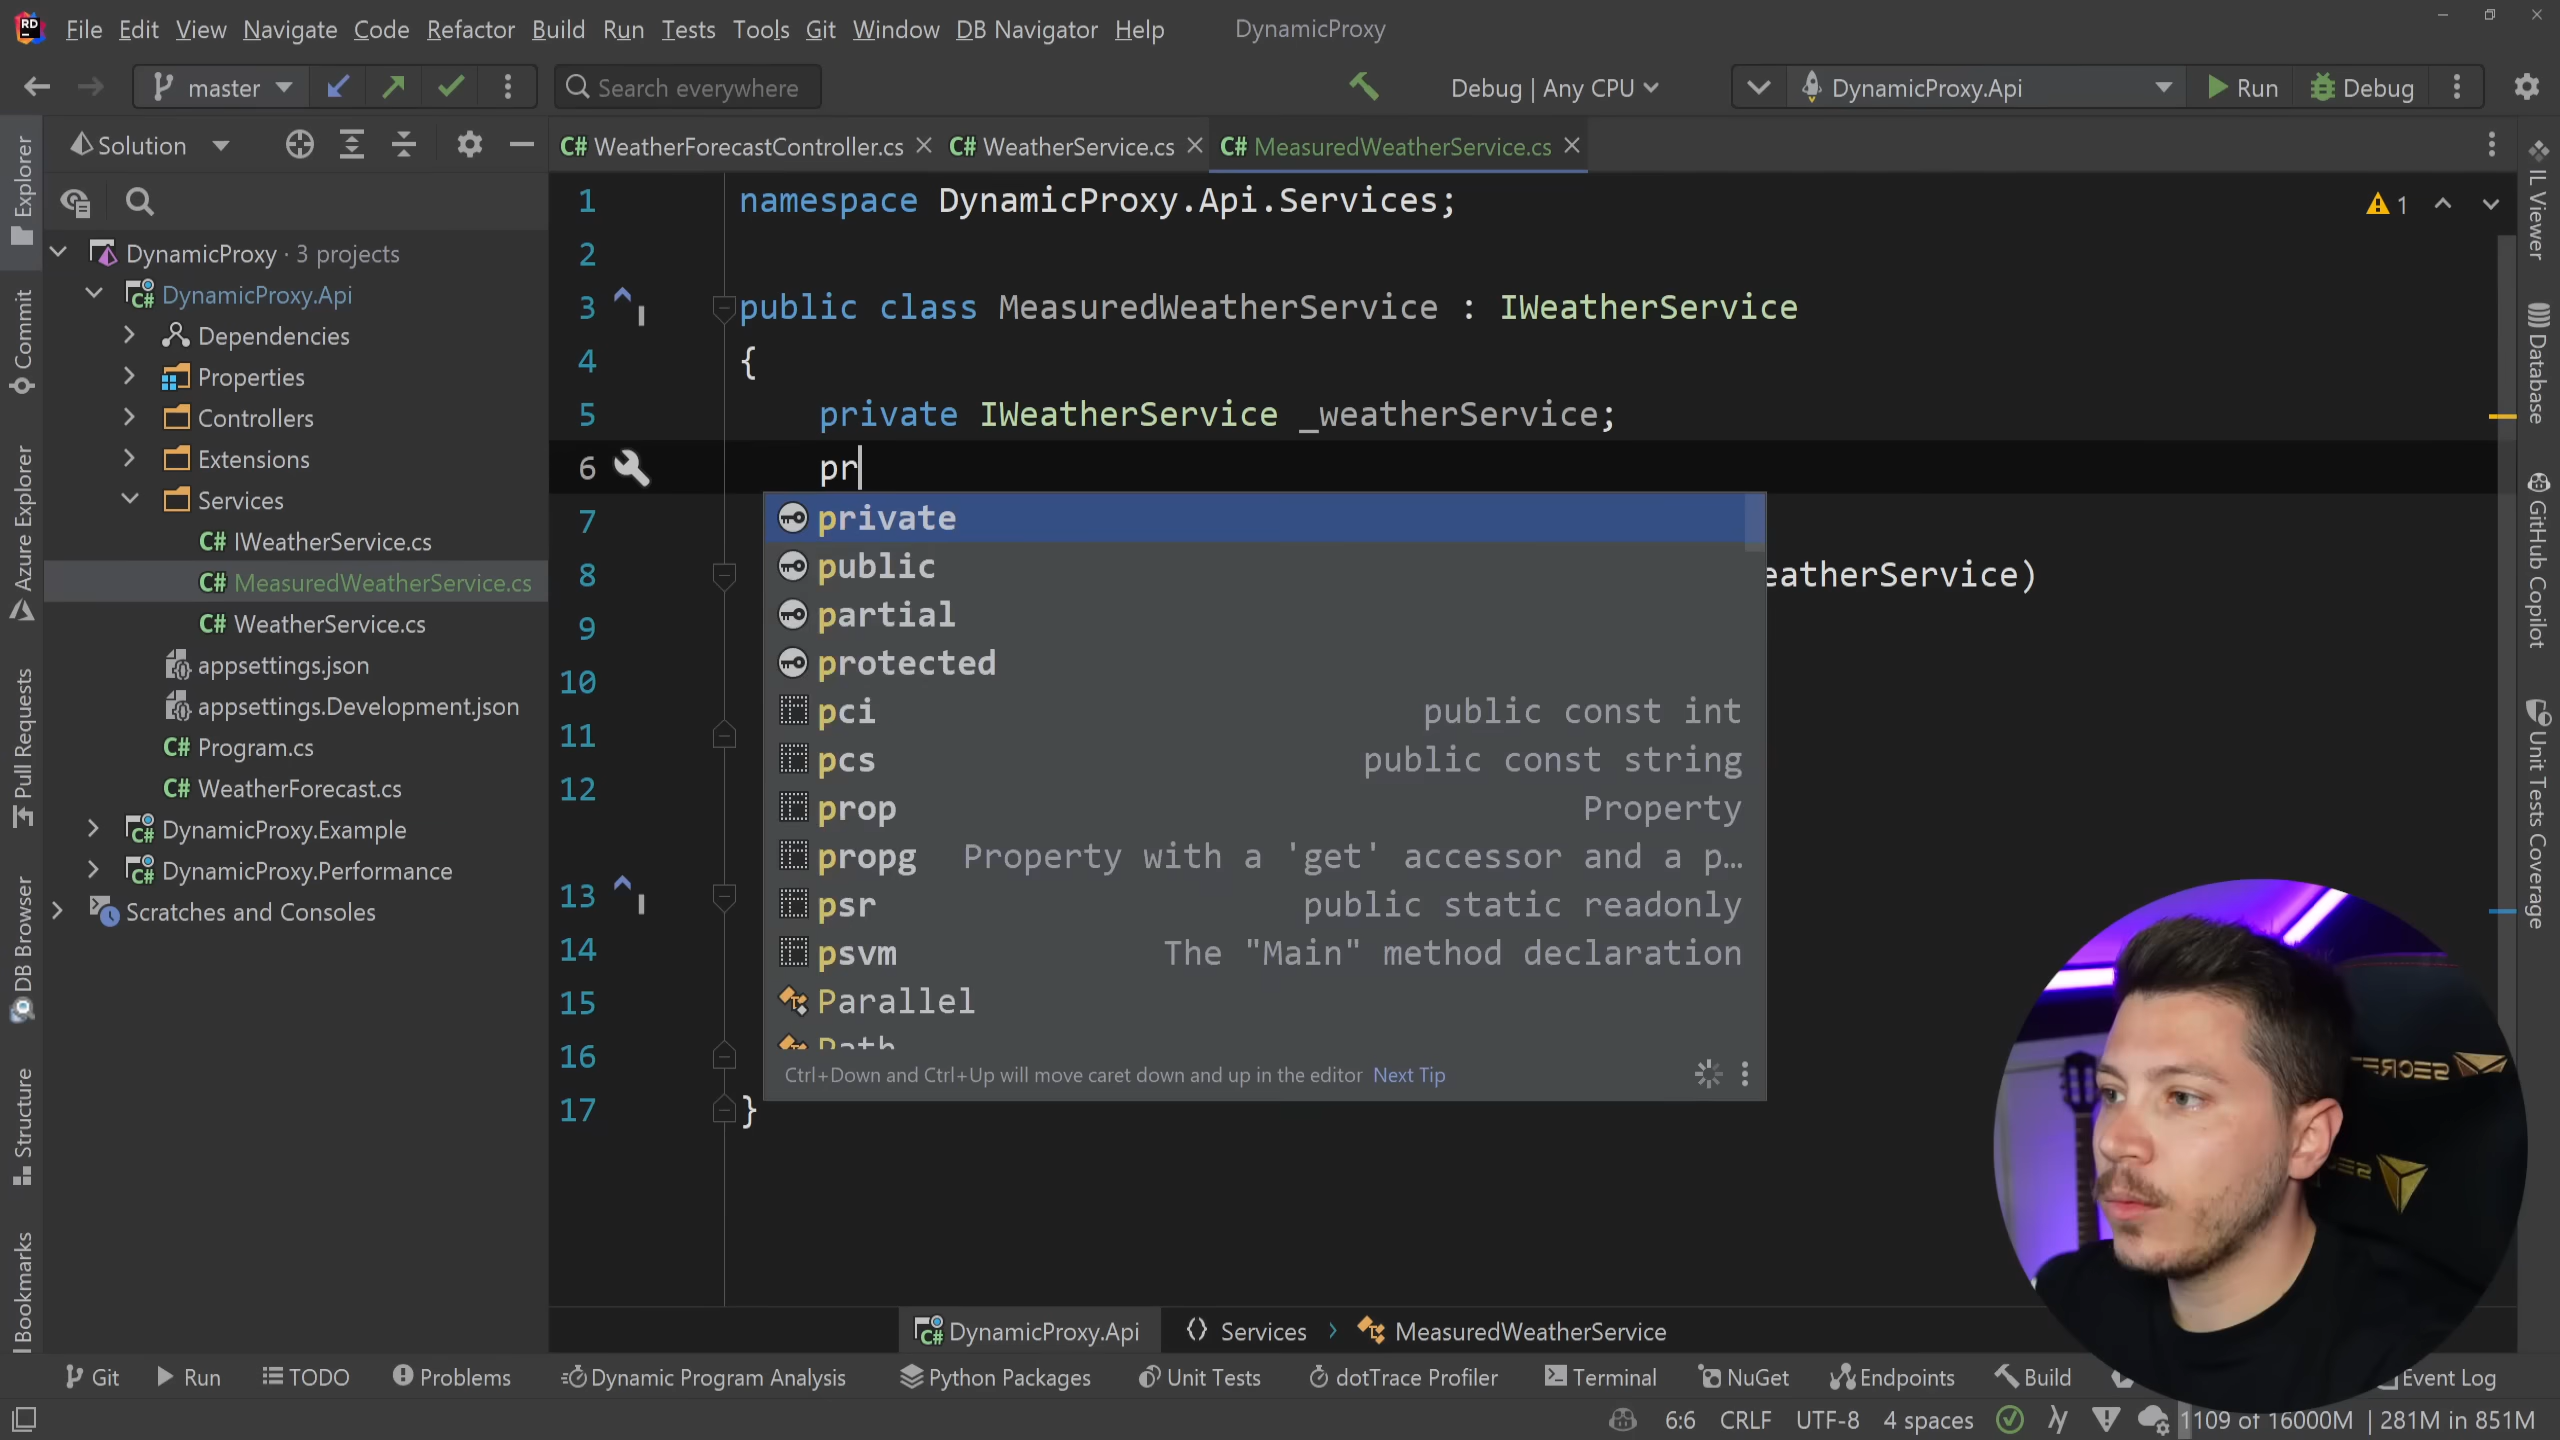 RD File Edit View Navigate Code Refactor Build Run Tests Tools Git Window DB Navigator Help DynamicProxy
master Search everywhere Debug | Any CPU DynamicProxy.Api Run Debug
Solution
C# WeatherForecastController.cs C# WeatherService.cs C# MeasuredWeatherService.cs
Explorer
Commit
Azure Explorer
Pull Requests
DB Browser
Structure
Bookmarks
DynamicProxy · 3 projects
DynamicProxy.Api
Dependencies
Properties
Controllers
Extensions
Services
C# IWeatherService.cs
C# MeasuredWeatherService.cs
C# WeatherService.cs
appsettings.json
appsettings.Development.json
C# Program.cs
C# WeatherForecast.cs
DynamicProxy.Example
DynamicProxy.Performance
Scratches and Consoles
1 namespace DynamicProxy.Api.Services;
1
2
3 public class MeasuredWeatherService : IWeatherService
4 {
5 private IWeatherService _weatherService;
6 pr
7
8 eatherService)
9
10
11
12
13
14
15
16
17 }
private
public
partial
protected
pci public const int
pcs public const string
prop Property
propg Property with a 'get' accessor and a p…
psr public static readonly
psvm The "Main" method declaration
Parallel
Path
Ctrl+Down and Ctrl+Up will move caret down and up in the editor Next Tip
IL Viewer
Database
GitHub Copilot
Unit Tests Coverage
DynamicProxy.Api Services MeasuredWeatherService
Git Run TODO Problems Dynamic Program Analysis Python Packages Unit Tests dotTrace Profiler Terminal NuGet Endpoints Build Event Log
6:6 CRLF UTF-8 4 spaces 1109 of 16000M | 281M in 851M